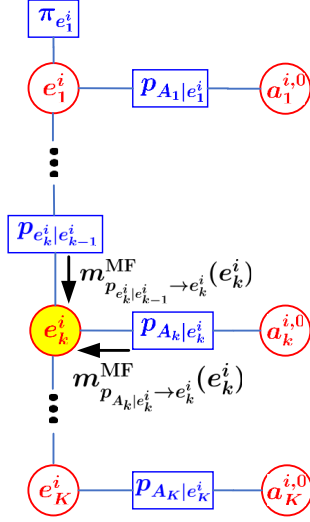 π_{e_1^i}
e_1^i p_{A_1|e_1^i} a_1^{i,0}
p_{e_k^i|e_{k-1}^i}
m^{MF}_{p_{e_k^i|e_{k-1}^i}→e_k^i}(e_k^i)
e_k^i p_{A_k|e_k^i} a_k^{i,0}
m^{MF}_{p_{A_k|e_k^i}→e_k^i}(e_k^i)
e_K^i p_{A_K|e_K^i} a_K^{i,0}